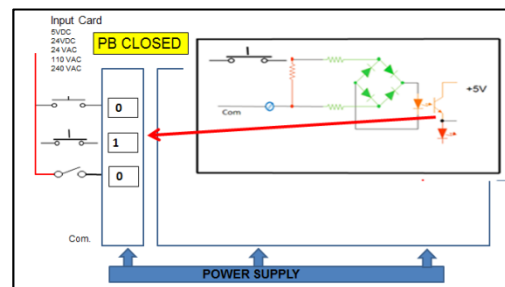 Input Card
5VDC
24VDC
24 VAC
110 VAC
240 VAC
PB CLOSED
+5V
Com
0
1
0
Com.
POWER SUPPLY